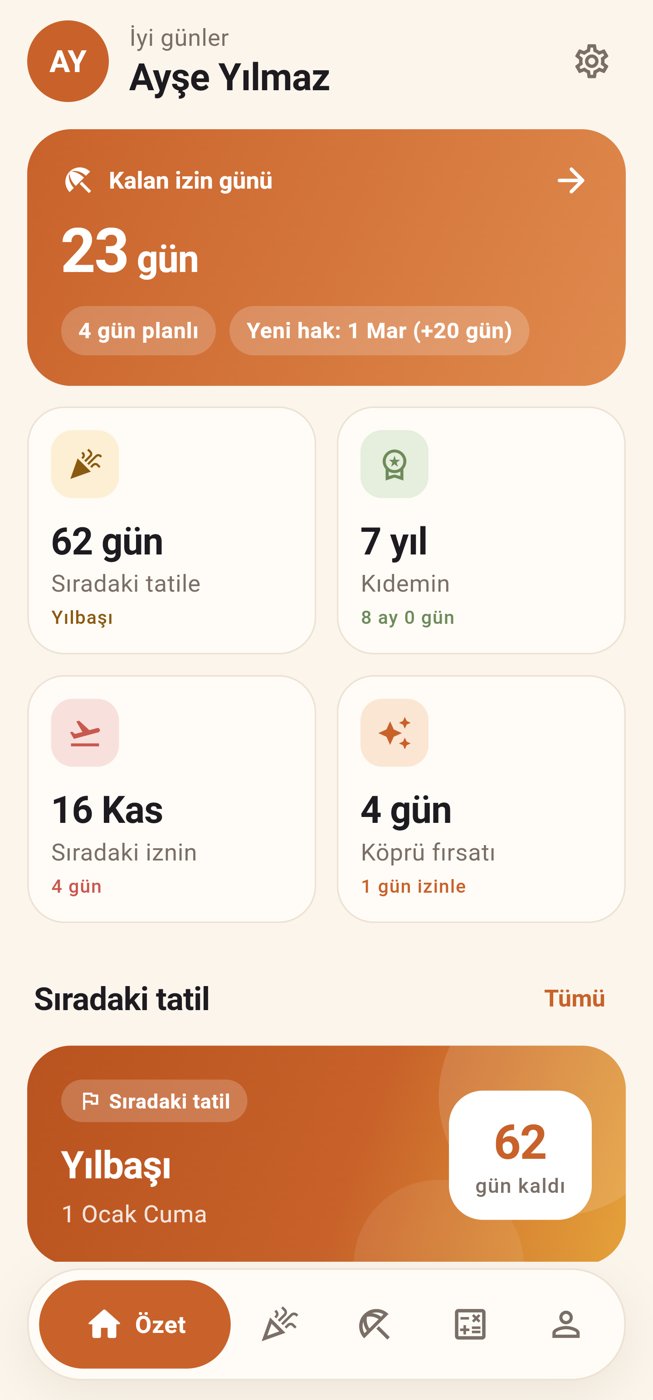 AY
İyi günler
Ayşe Yılmaz
Kalan izin günü
23 gün
4 gün planlı
Yeni hak: 1 Mar (+20 gün)
62 gün
Sıradaki tatile
Yılbaşı
7 yıl
Kıdemin
8 ay 0 gün
16 Kas
Sıradaki iznin
4 gün
4 gün
Köprü fırsatı
1 gün izinle
Sıradaki tatil
Tümü
Sıradaki tatil
Yılbaşı
1 Ocak Cuma
62
gün kaldı
Özet